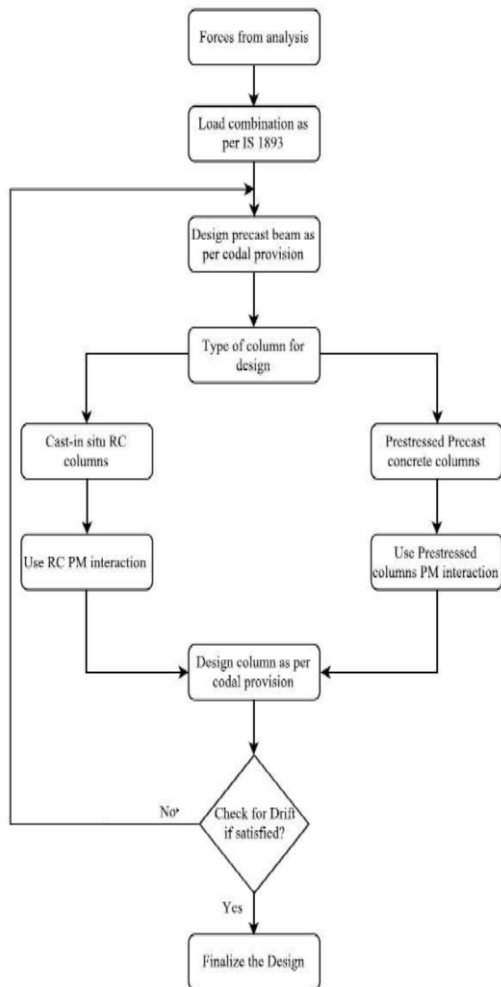 Forces from analysis
Load combination as
per IS 1893
Design precast beam as
per codal provision
Type of column for
design
Cast-in situ RC
columns
Prestressed Precast
concrete columns
Use RC PM interaction
Use Prestressed
columns PM interaction
Design column as per
codal provision
No
Check for Drift
if satisfied?
Yes
Finalize the Design